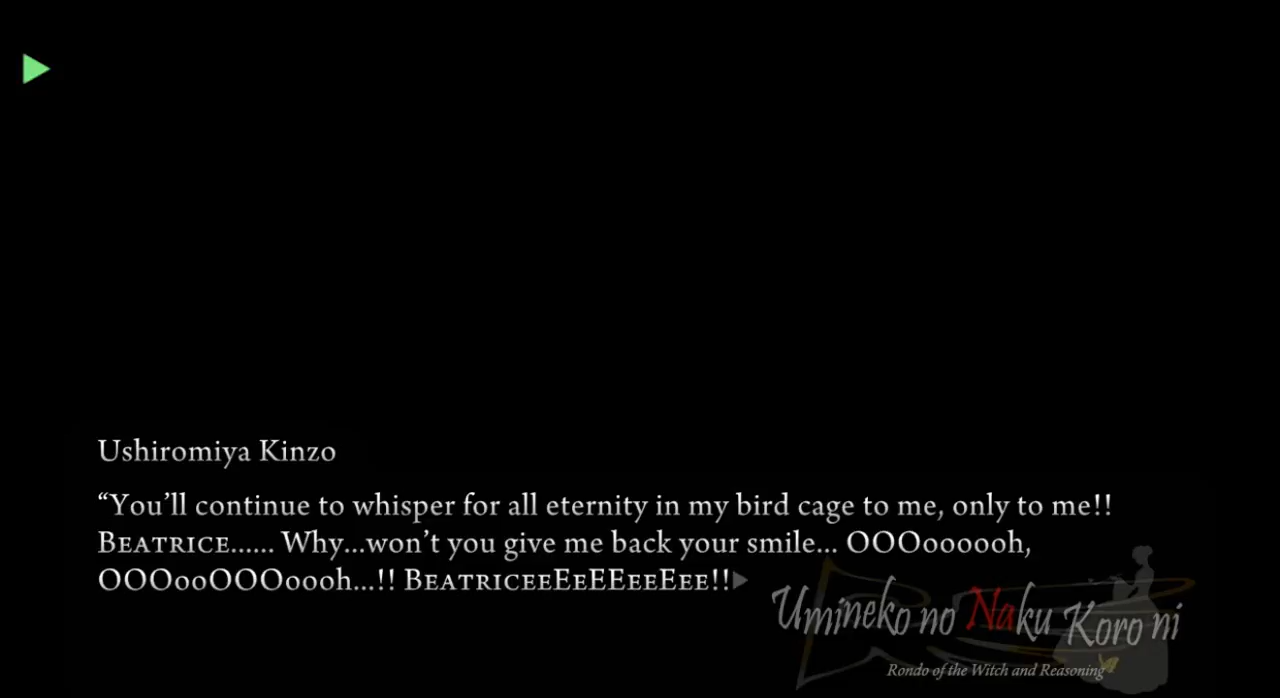 Ushiromiya Kinzo
“You’ll continue to whisper for all eternity in my bird cage to me, only to me!!
BEATRICE...... Why...won’t you give me back your smile... OOOoooooh,
OOOooOOOoooh...!! BEATRICEEEEEEEEEEE!!
Umineko no Naku Koro ni
Rondo of the Witch and Reasoning